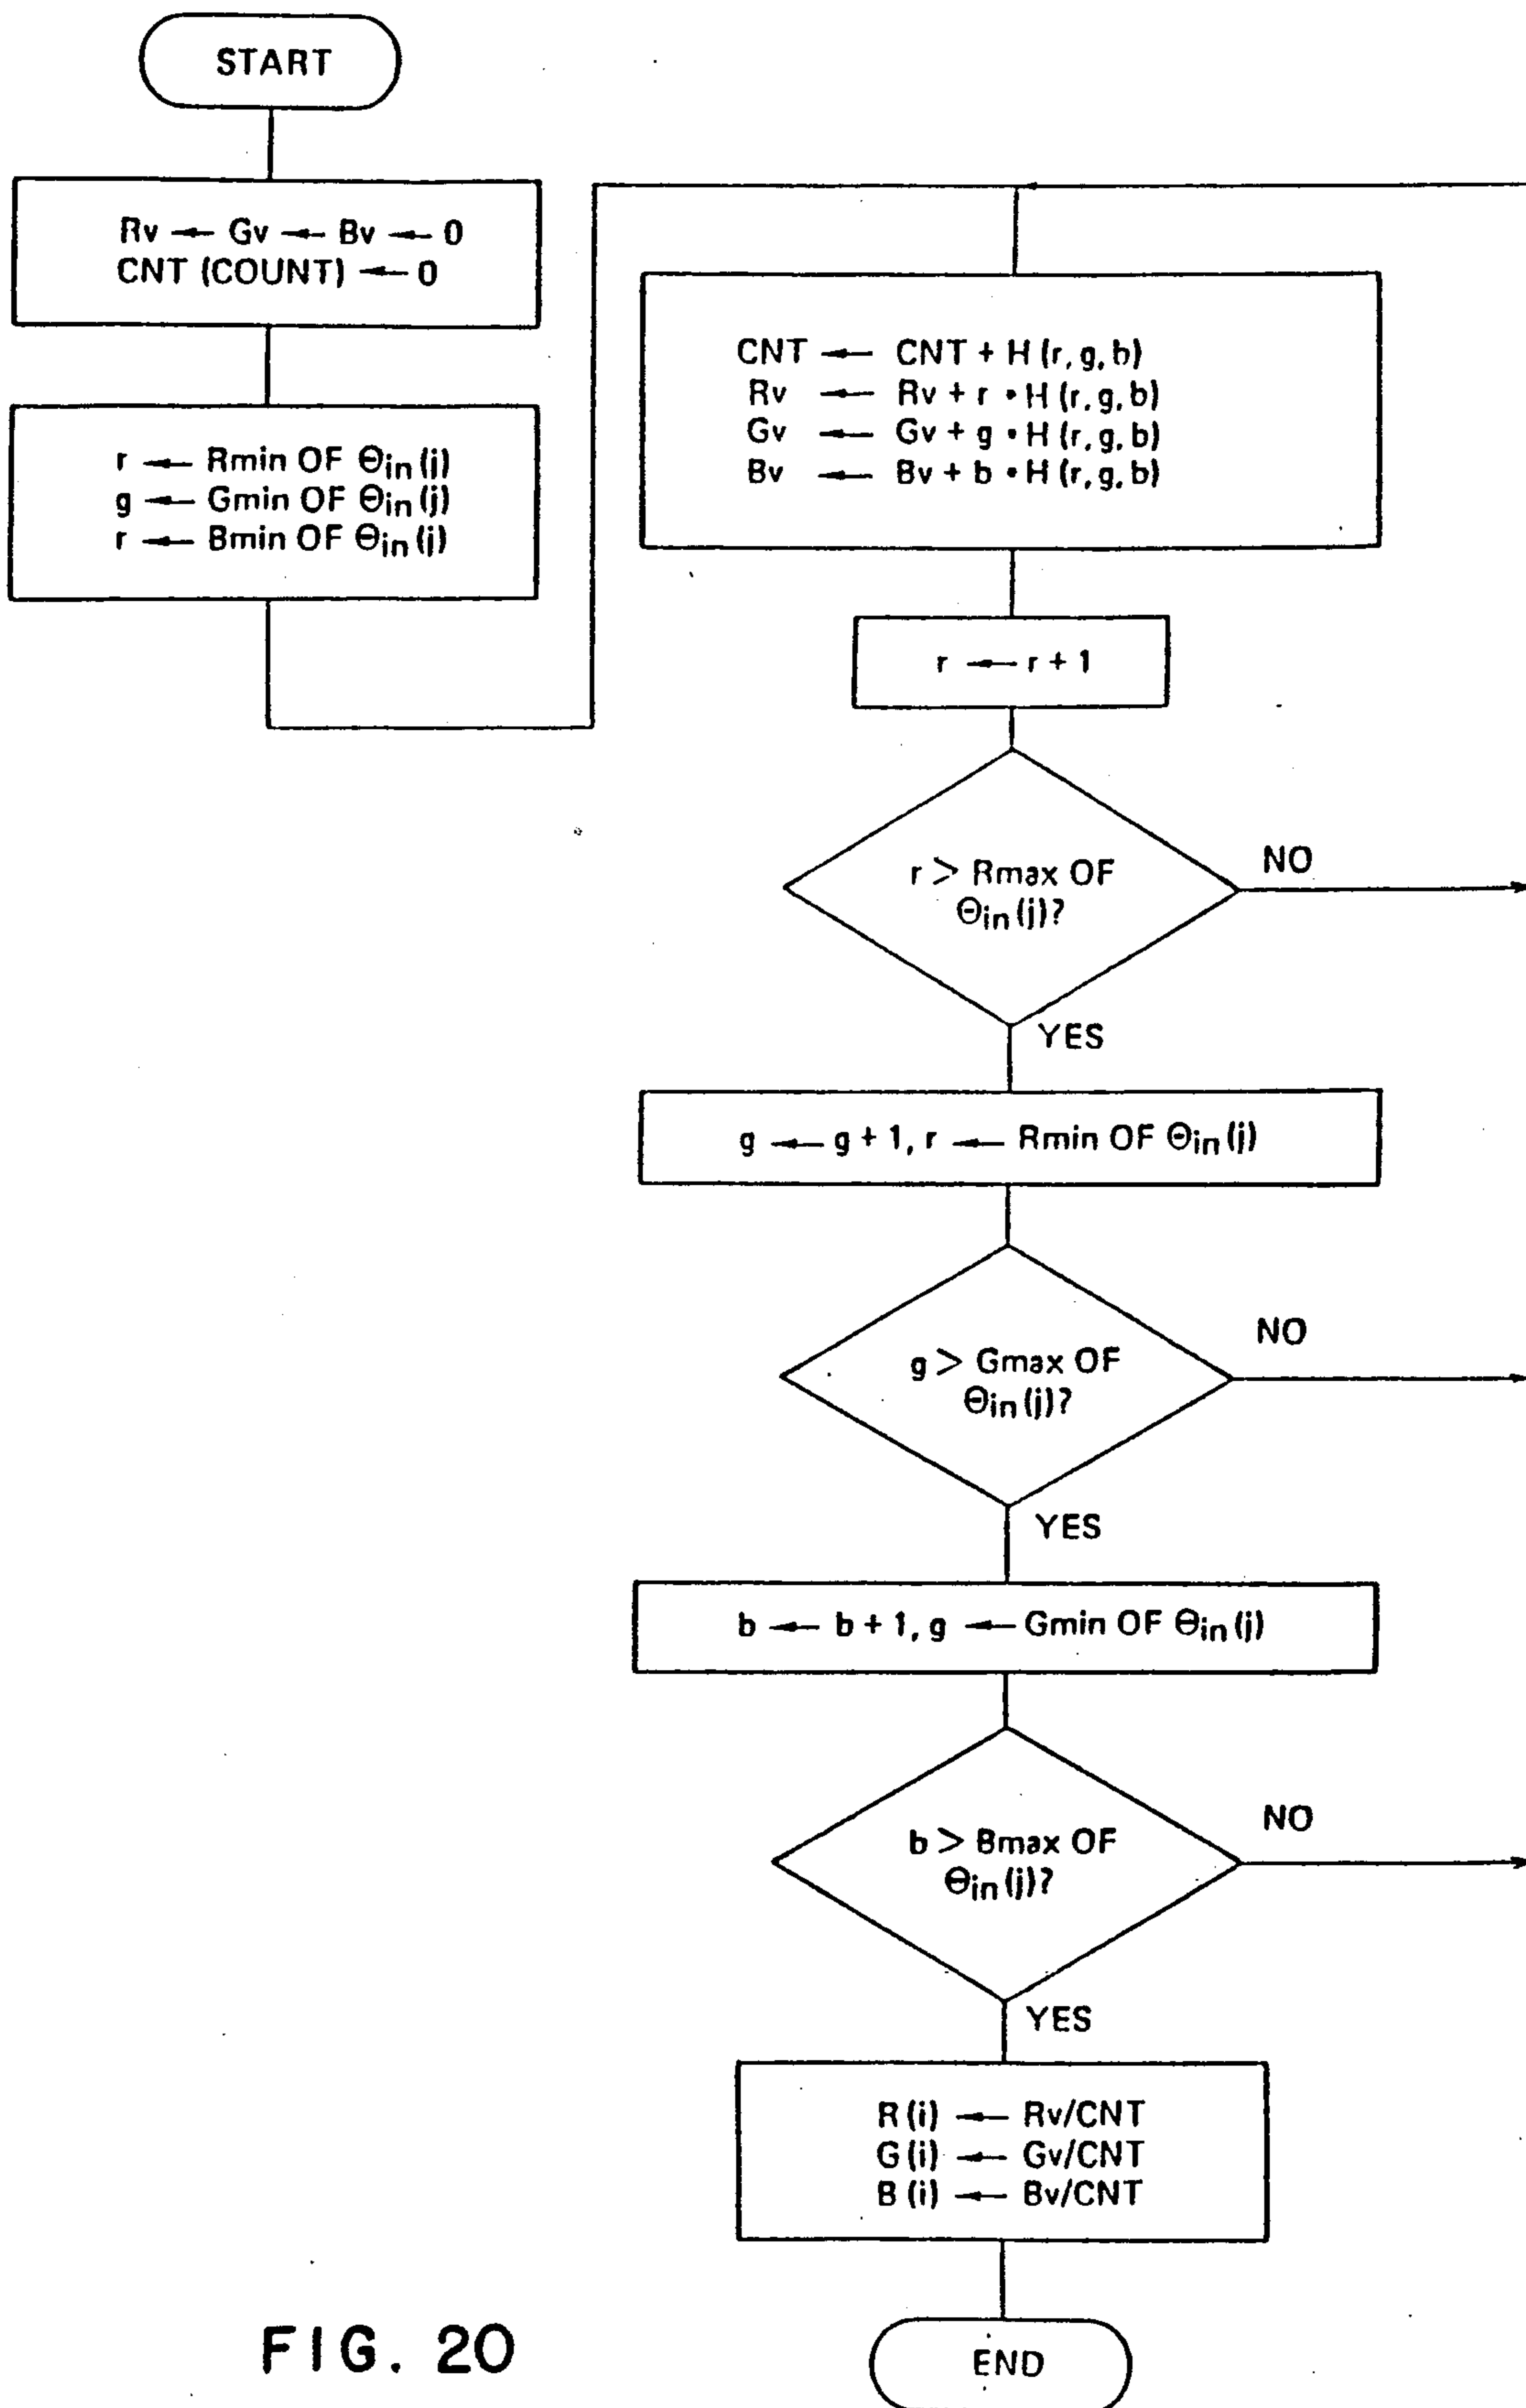 START
Rv ← Gv ← Bv ← 0
CNT (COUNT) ← 0
r ← Rmin OF Θin(j)
g ← Gmin OF Θin(j)
r ← Bmin OF Θin(j)
CNT ← CNT + H(r, g, b)
Rv ← Rv + r • H(r, g, b)
Gv ← Gv + g • H(r, g, b)
Bv ← Bv + b • H(r, g, b)
r ← r + 1
r > Rmax OF
Θin(j)?
NO
YES
g ← g + 1, r ← Rmin OF Θin(j)
g > Gmax OF
Θin(j)?
NO
YES
b ← b + 1, g ← Gmin OF Θin(j)
b > Bmax OF
Θin(j)?
NO
YES
R(i) ← Rv/CNT
G(i) ← Gv/CNT
B(i) ← Bv/CNT
END
FIG. 20